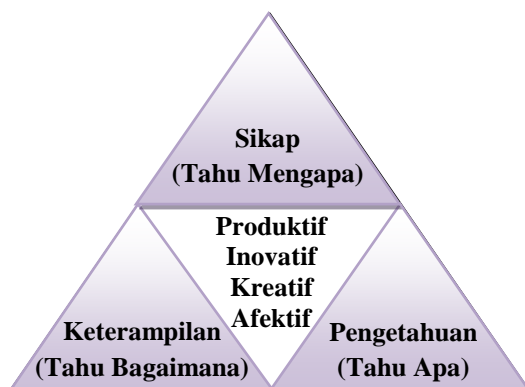 Sikap
(Tahu Mengapa)
Produktif
Inovatif
Kreatif
Afektif
Keterampilan
(Tahu Bagaimana)
Pengetahuan
(Tahu Apa)